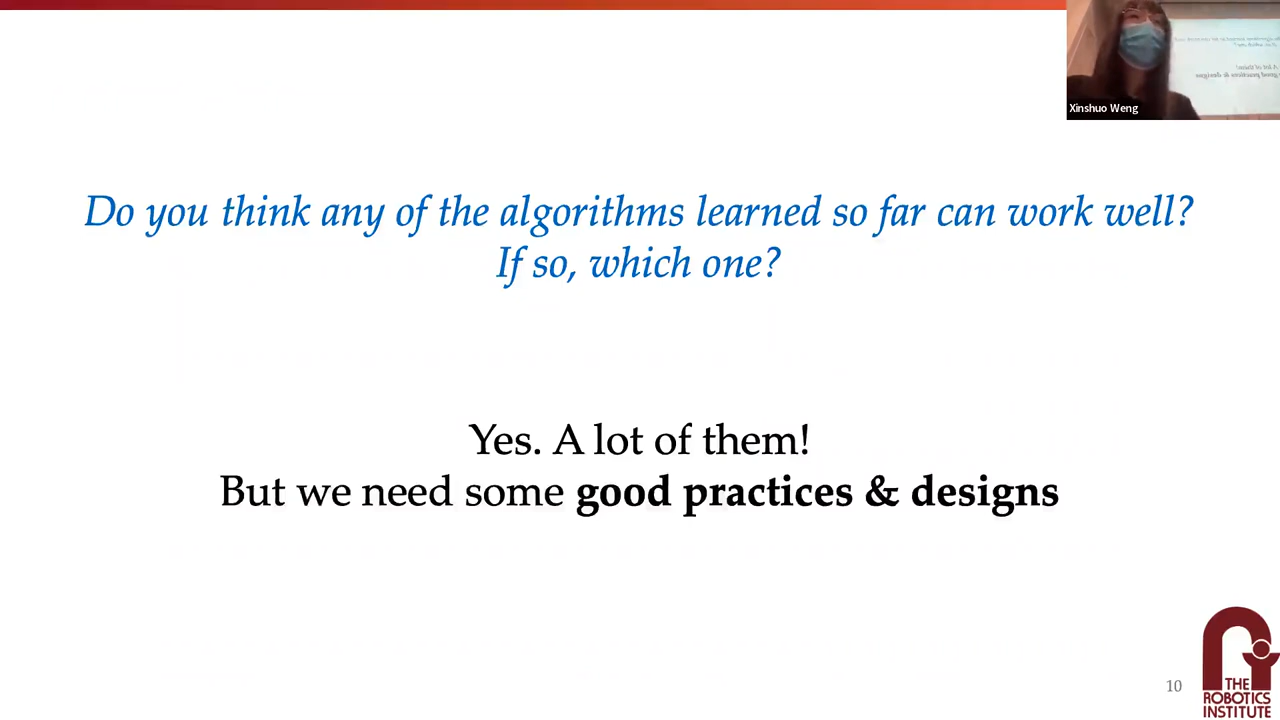 Xinshuo Weng
Do you think any of the algorithms learned so far can work well?
If so, which one?
Yes. A lot of them!
But we need some good practices & designs
10
THE
ROBOTICS
INSTITUTE